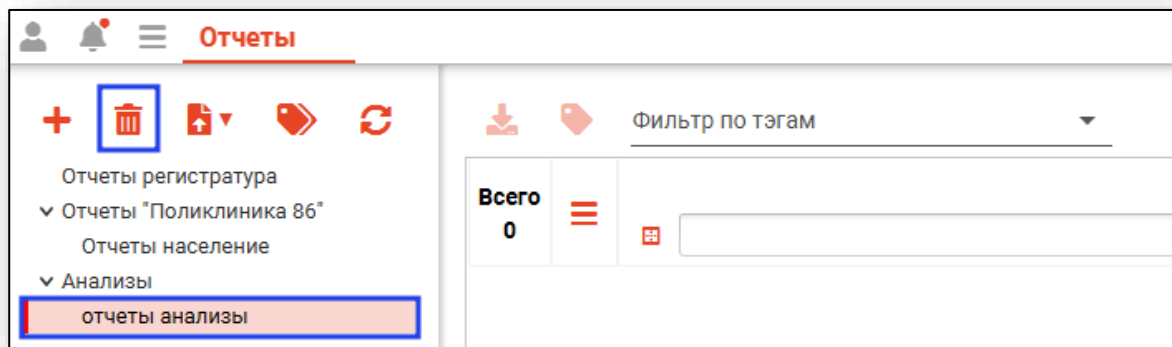 Отчеты
Фильтр по тэгам
Отчеты регистратура
Отчеты "Поликлиника 86"
Отчеты население
Анализы
отчеты анализы
Всего
0